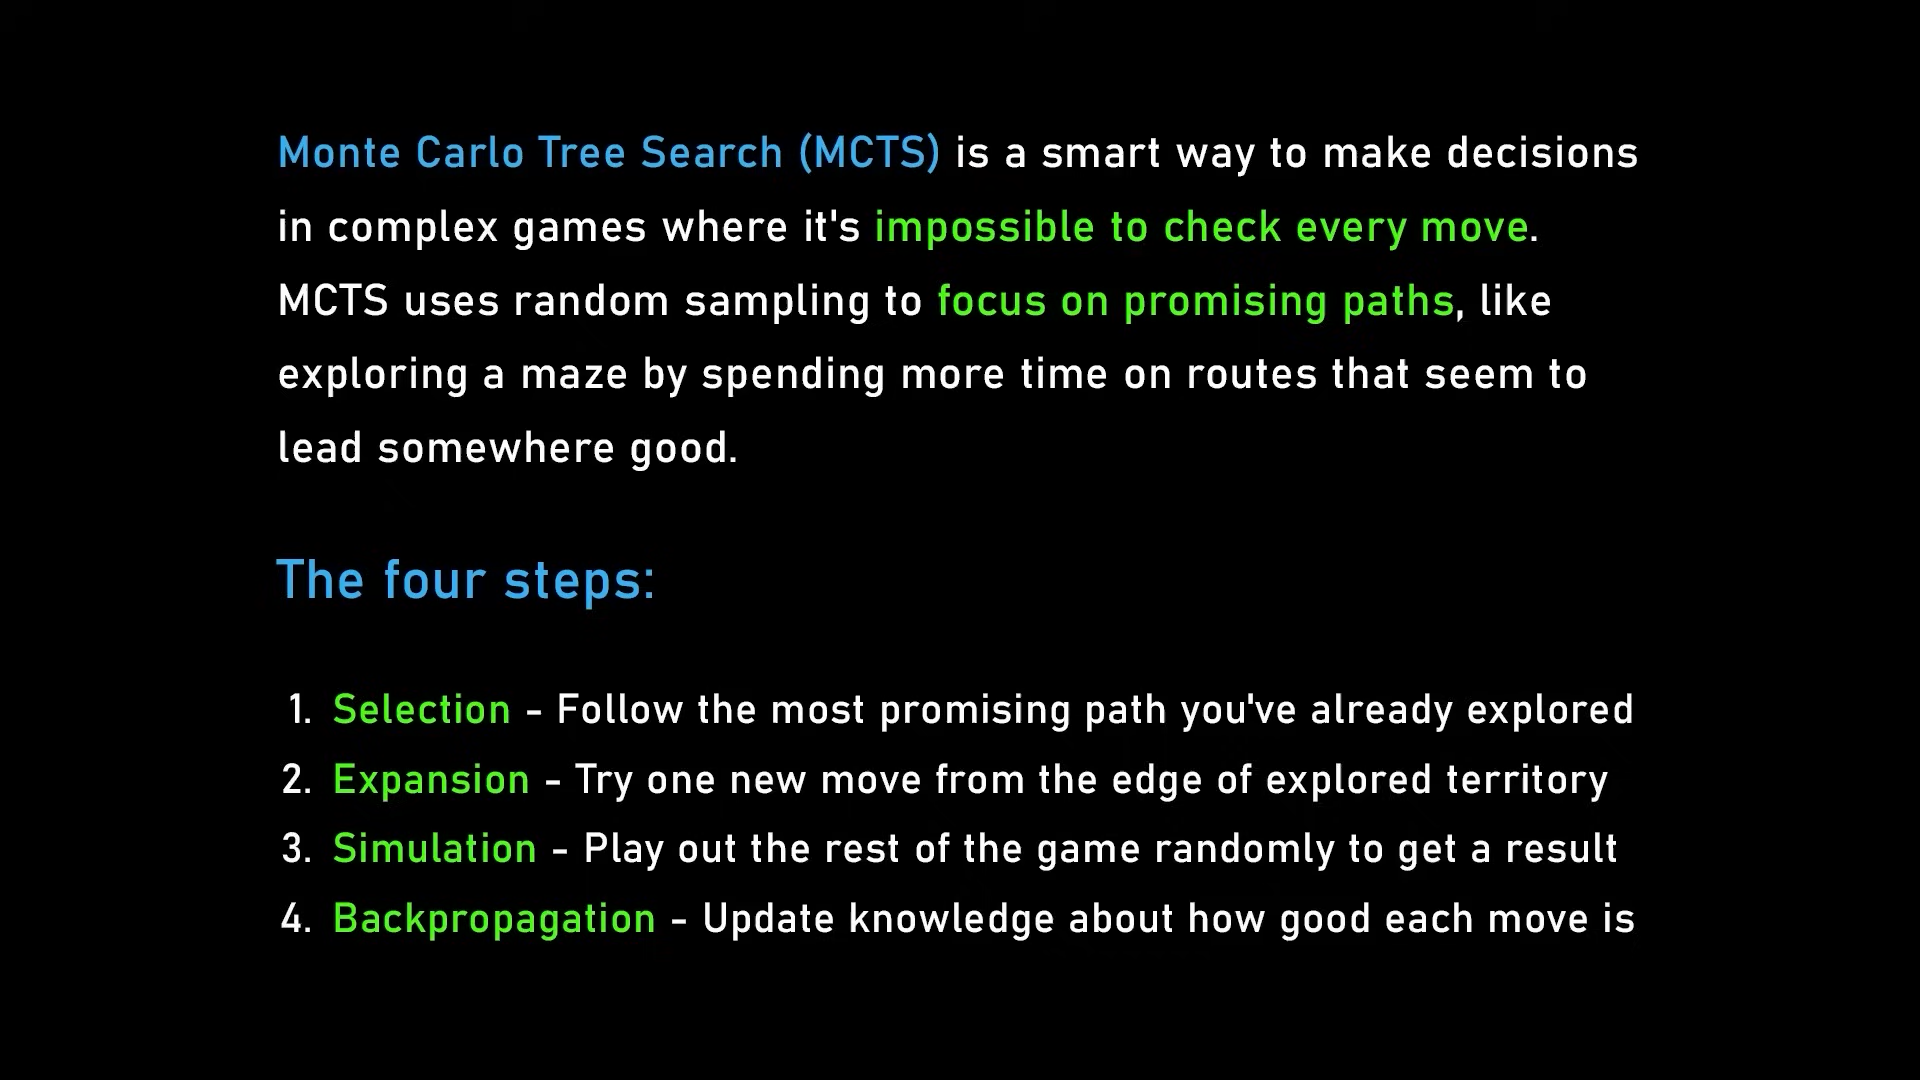 Monte Carlo Tree Search (MCTS) is a smart way to make decisions
in complex games where it's impossible to check every move.
MCTS uses random sampling to focus on promising paths, like
exploring a maze by spending more time on routes that seem to
lead somewhere good.
The four steps:
1. Selection - Follow the most promising path you've already explored
2. Expansion - Try one new move from the edge of explored territory
3. Simulation - Play out the rest of the game randomly to get a result
4. Backpropagation - Update knowledge about how good each move is